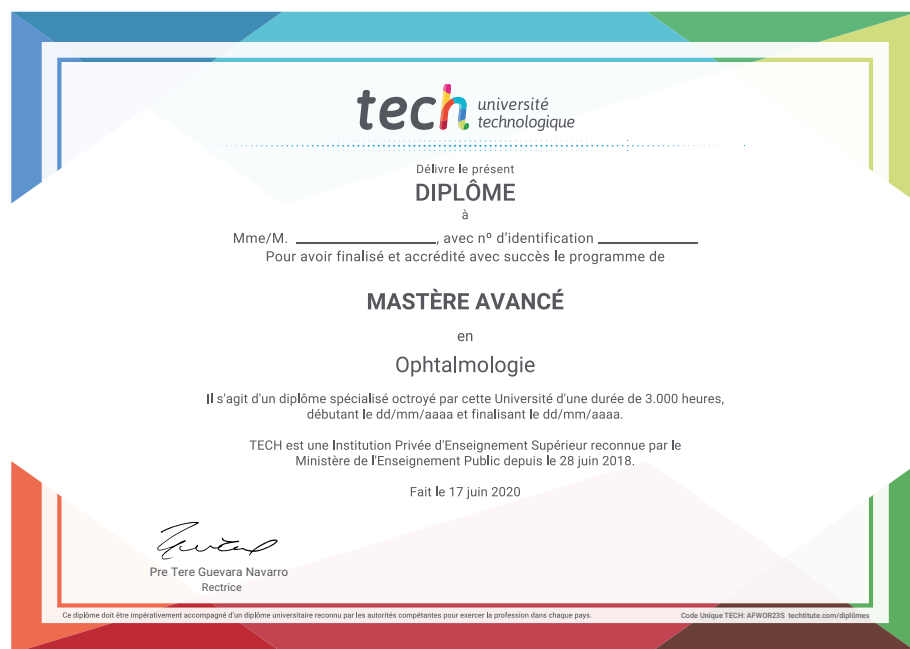 tech université
technologique
Délivre le présent
DIPLÔME
à
Mme/M. ____________________, avec nº d'identification ______________
Pour avoir finalisé et accrédité avec succès le programme de
MASTÈRE AVANCÉ
en
Ophtalmologie
Il s'agit d'un diplôme spécialisé octroyé par cette Université d'une durée de 3.000 heures,
débutant le dd/mm/aaaa et finalisant le dd/mm/aaaa.
TECH est une Institution Privée d'Enseignement Supérieur reconnue par le
Ministère de l'Enseignement Public depuis le 28 juin 2018.
Fait le 17 juin 2020
Pre Tere Guevara Navarro
Rectrice
Ce diplôme doit être impérativement accompagné d'un diplôme universitaire reconnu par les autorités compétentes pour exercer la profession dans chaque pays.
Code Unique TECH: AFWOR23S techtitute.com/diplômes